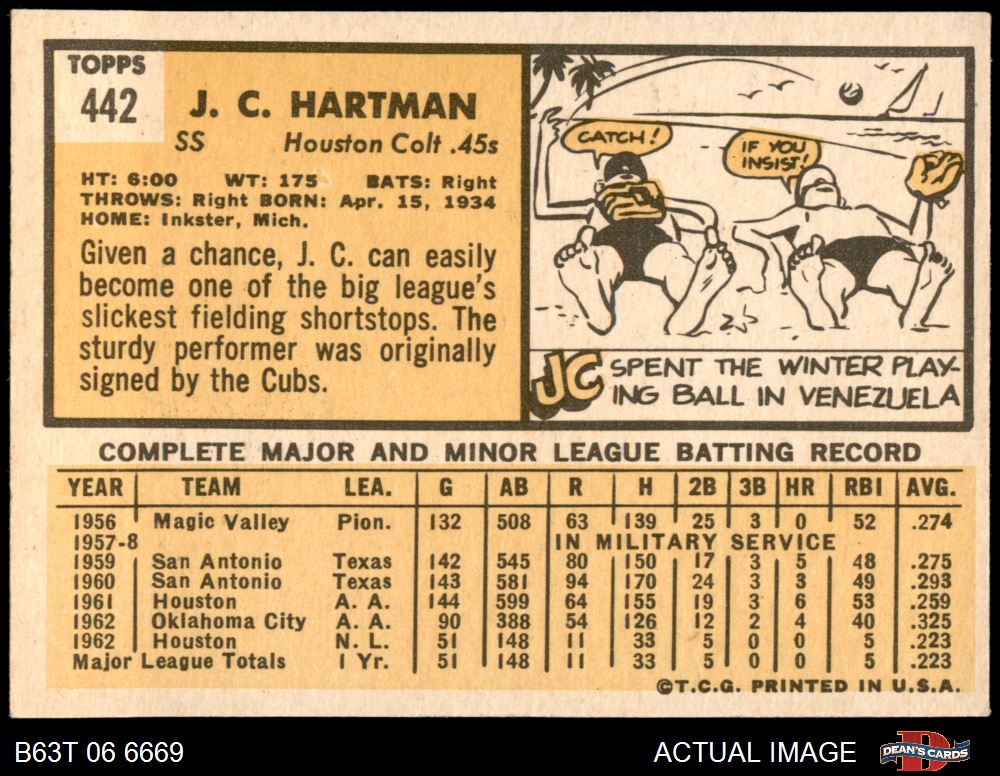 TOPPS
442
J. C. HARTMAN
SS Houston Colt .45s
HT: 6:00 WT: 175 BATS: Right
THROWS: Right BORN: Apr. 15, 1934
HOME: Inkster, Mich.
Given a chance, J. C. can easily
become one of the big league's
slickest fielding shortstops. The
sturdy performer was originally
signed by the Cubs.
CATCH!
IF YOU
INSIST!
JC SPENT THE WINTER PLAY-
ING BALL IN VENEZUELA
COMPLETE MAJOR AND MINOR LEAGUE BATTING RECORD
YEAR TEAM LEA. G AB R H 2B 3B HR RBI AVG.
1956 Magic Valley Pion. 132 508 63 139 25 3 0 52 .274
1957-8 IN MILITARY SERVICE
1959 San Antonio Texas 142 545 80 150 17 3 5 48 .275
1960 San Antonio Texas 143 581 94 170 24 3 3 49 .293
1961 Houston A. A. 144 599 64 155 19 3 6 53 .259
1962 Oklahoma City A. A. 90 388 54 126 12 2 4 40 .325
1962 Houston N. L. 51 148 11 33 5 0 0 5 .223
Major League Totals 1 Yr. 51 148 11 33 5 0 0 5 .223
©T.C.G. PRINTED IN U.S.A.
B63T 06 6669 ACTUAL IMAGE DEAN'S CARDS